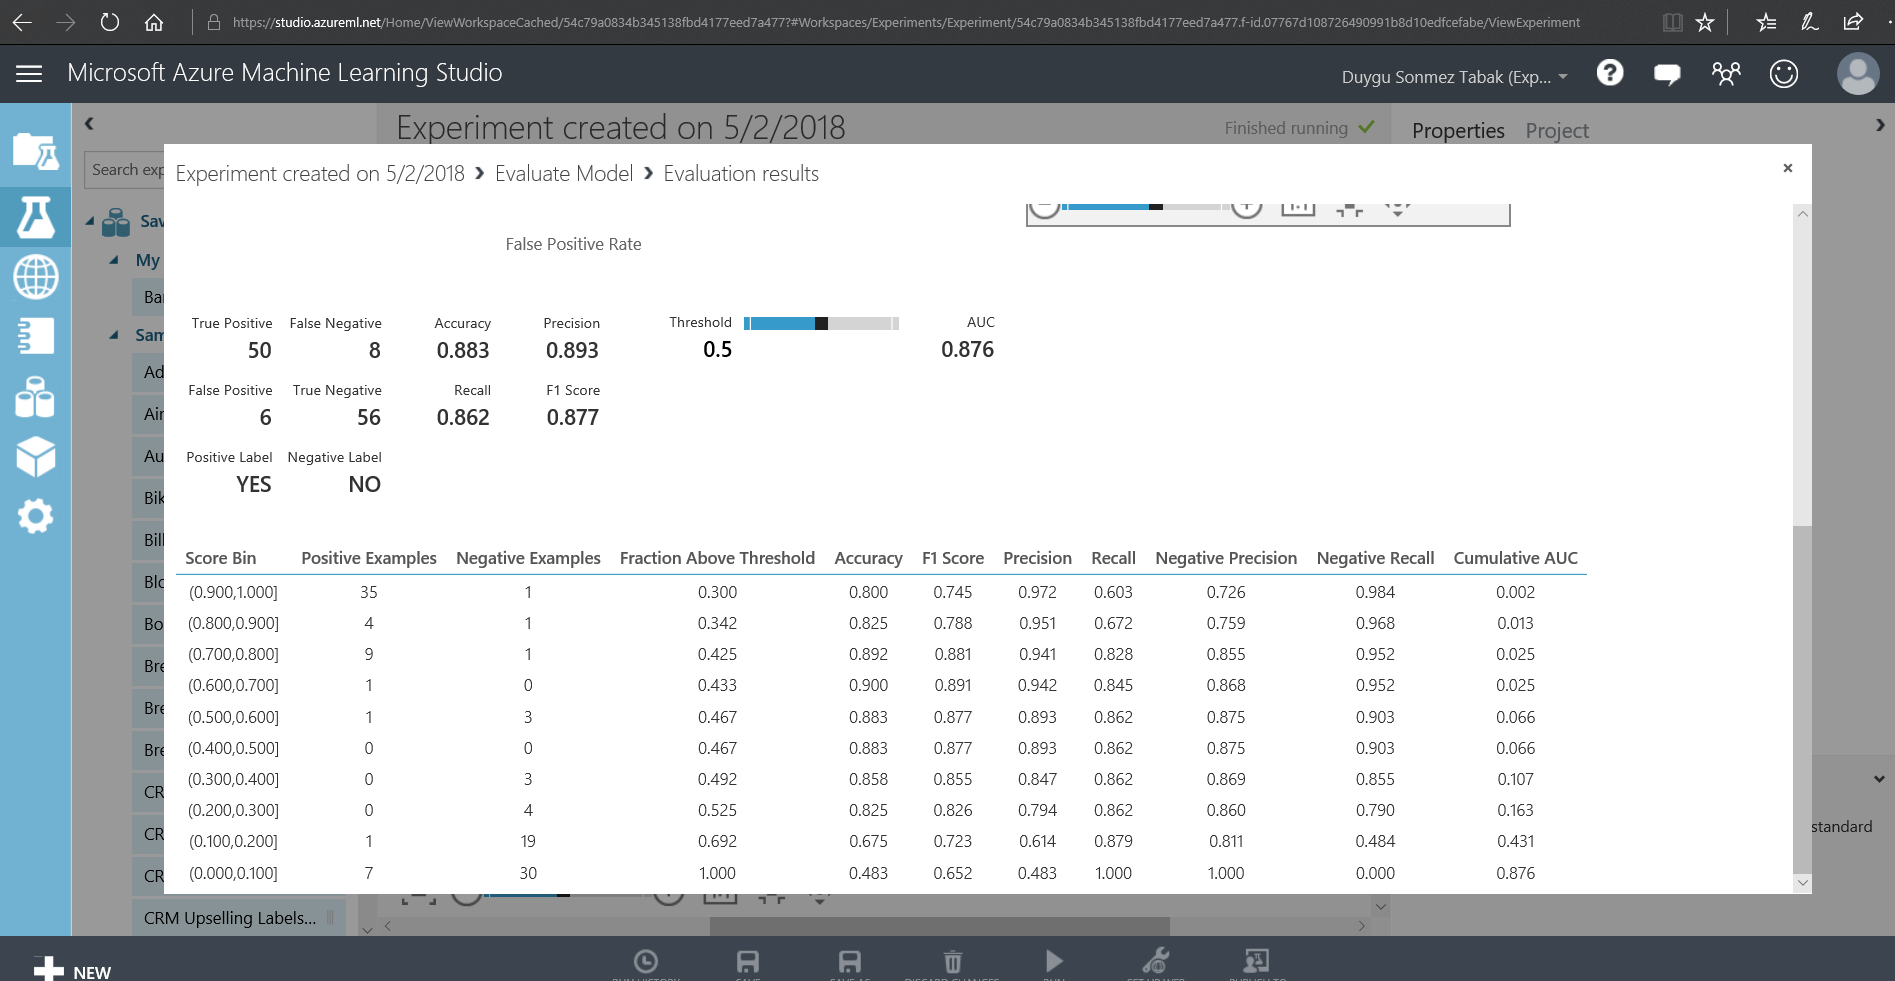 https://studio.azureml.net/Home/ViewWorkspaceCached/54c79a0834b345138fbd4177eed7a477?#Workspaces/Experiments/Experiment/54c79a0834b345138fbd4177eed7a477.f-id.07767d108726490991b8d10edfcefabe/ViewExperiment
Microsoft Azure Machine Learning Studio
Duygu Sonmez Tabak (Exp...
Experiment created on 5/2/2018
Finished running
Properties Project
Search exp
Experiment created on 5/2/2018 > Evaluate Model > Evaluation results
Sav
My
Ba
Sam
Ad
Air
Au
Bik
Bill
Blo
Bo
Bre
Bre
Bre
CR
CR
CR
CRM Upselling Labels...
False Positive Rate
True Positive False Negative Accuracy Precision Threshold AUC
50 8 0.883 0.893 0.5 0.876
False Positive True Negative Recall F1 Score
6 56 0.862 0.877
Positive Label Negative Label
YES NO
Score Bin Positive Examples Negative Examples Fraction Above Threshold Accuracy F1 Score Precision Recall Negative Precision Negative Recall Cumulative AUC
(0.900,1.000] 35 1 0.300 0.800 0.745 0.972 0.603 0.726 0.984 0.002
(0.800,0.900] 4 1 0.342 0.825 0.788 0.951 0.672 0.759 0.968 0.013
(0.700,0.800] 9 1 0.425 0.892 0.881 0.941 0.828 0.855 0.952 0.025
(0.600,0.700] 1 0 0.433 0.900 0.891 0.942 0.845 0.868 0.952 0.025
(0.500,0.600] 1 3 0.467 0.883 0.877 0.893 0.862 0.875 0.903 0.066
(0.400,0.500] 0 0 0.467 0.883 0.877 0.893 0.862 0.875 0.903 0.066
(0.300,0.400] 0 3 0.492 0.858 0.855 0.847 0.862 0.869 0.855 0.107
(0.200,0.300] 0 4 0.525 0.825 0.826 0.794 0.862 0.860 0.790 0.163
(0.100,0.200] 1 19 0.692 0.675 0.723 0.614 0.879 0.811 0.484 0.431
(0.000,0.100] 7 30 1.000 0.483 0.652 0.483 1.000 1.000 0.000 0.876
standard
NEW